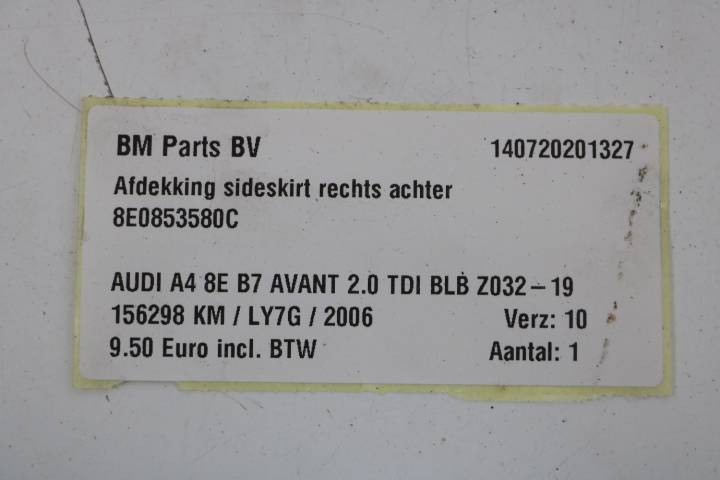 BM Parts BV 140720201327
Afdekking sideskirt rechts achter
8E0853580C
AUDI A4 8E B7 AVANT 2.0 TDI BLB Z032-19
156298 KM / LY7G / 2006 Verz: 10
9.50 Euro incl. BTW Aantal: 1